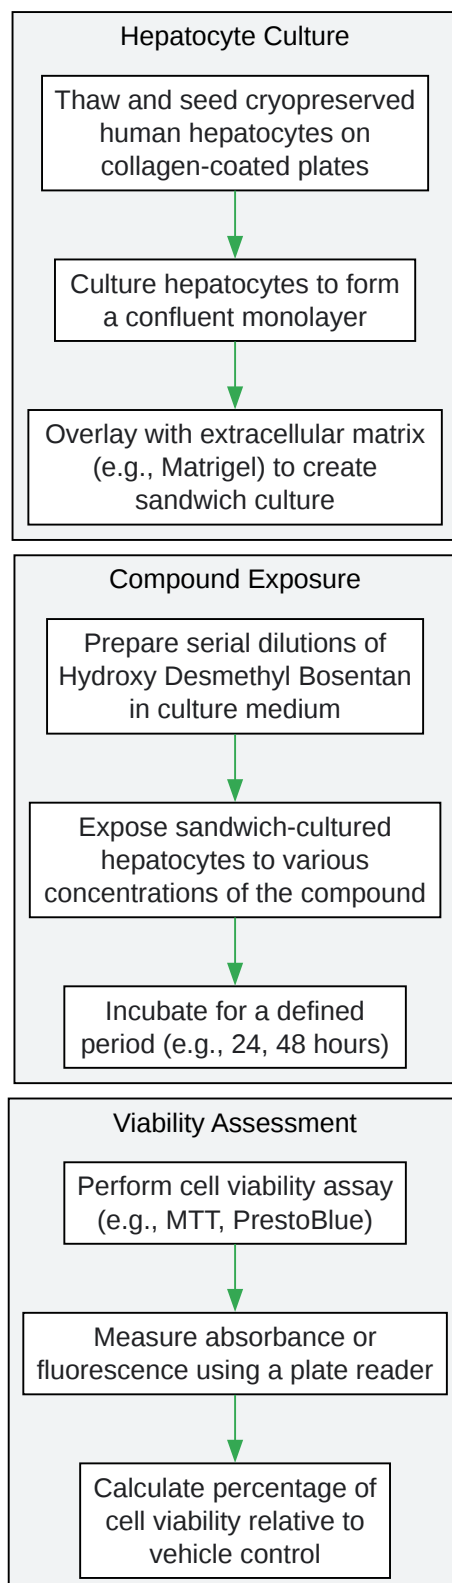 Hepatocyte Culture
Thaw and seed cryopreserved
human hepatocytes on
collagen-coated plates
Culture hepatocytes to form
a confluent monolayer
Overlay with extracellular matrix
(e.g., Matrigel) to create
sandwich culture
Compound Exposure
Prepare serial dilutions of
Hydroxy Desmethyl Bosentan
in culture medium
Expose sandwich-cultured
hepatocytes to various
concentrations of the compound
Incubate for a defined
period (e.g., 24, 48 hours)
Viability Assessment
Perform cell viability assay
(e.g., MTT, PrestoBlue)
Measure absorbance or
fluorescence using a plate reader
Calculate percentage of
cell viability relative to
vehicle control